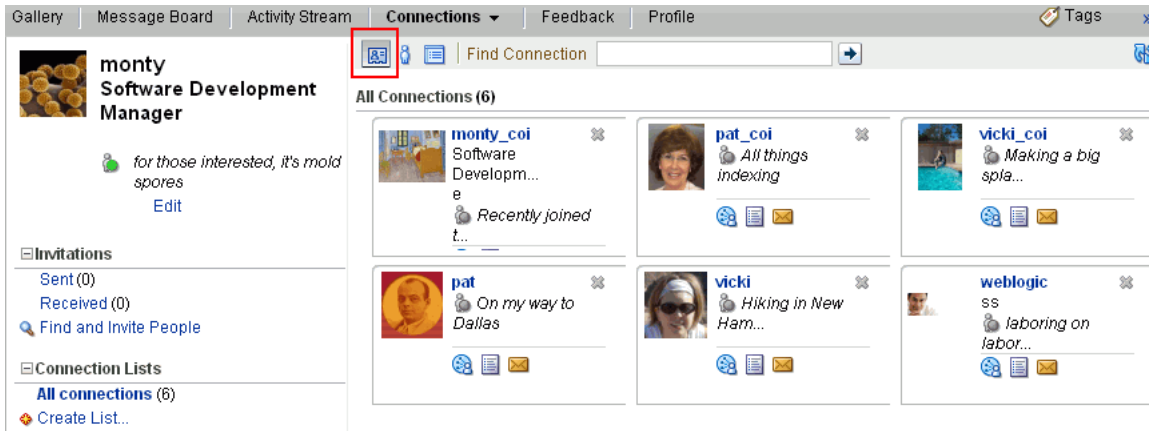 Gallery Message Board Activity Stream Connections Feedback Profile Tags
monty
Software Development
Manager
for those interested, it's mold
spores
Edit
Invitations
Sent (0)
Received (0)
Find and Invite People
Connection Lists
All connections (6)
Create List...
Find Connection
All Connections (6)
monty_coi
Software
Developm...
e
Recently joined
t...
pat_coi
All things
indexing
vicki_coi
Making a big
spla...
pat
On my way to
Dallas
vicki
Hiking in New
Ham...
weblogic
ss
laboring on
labor...